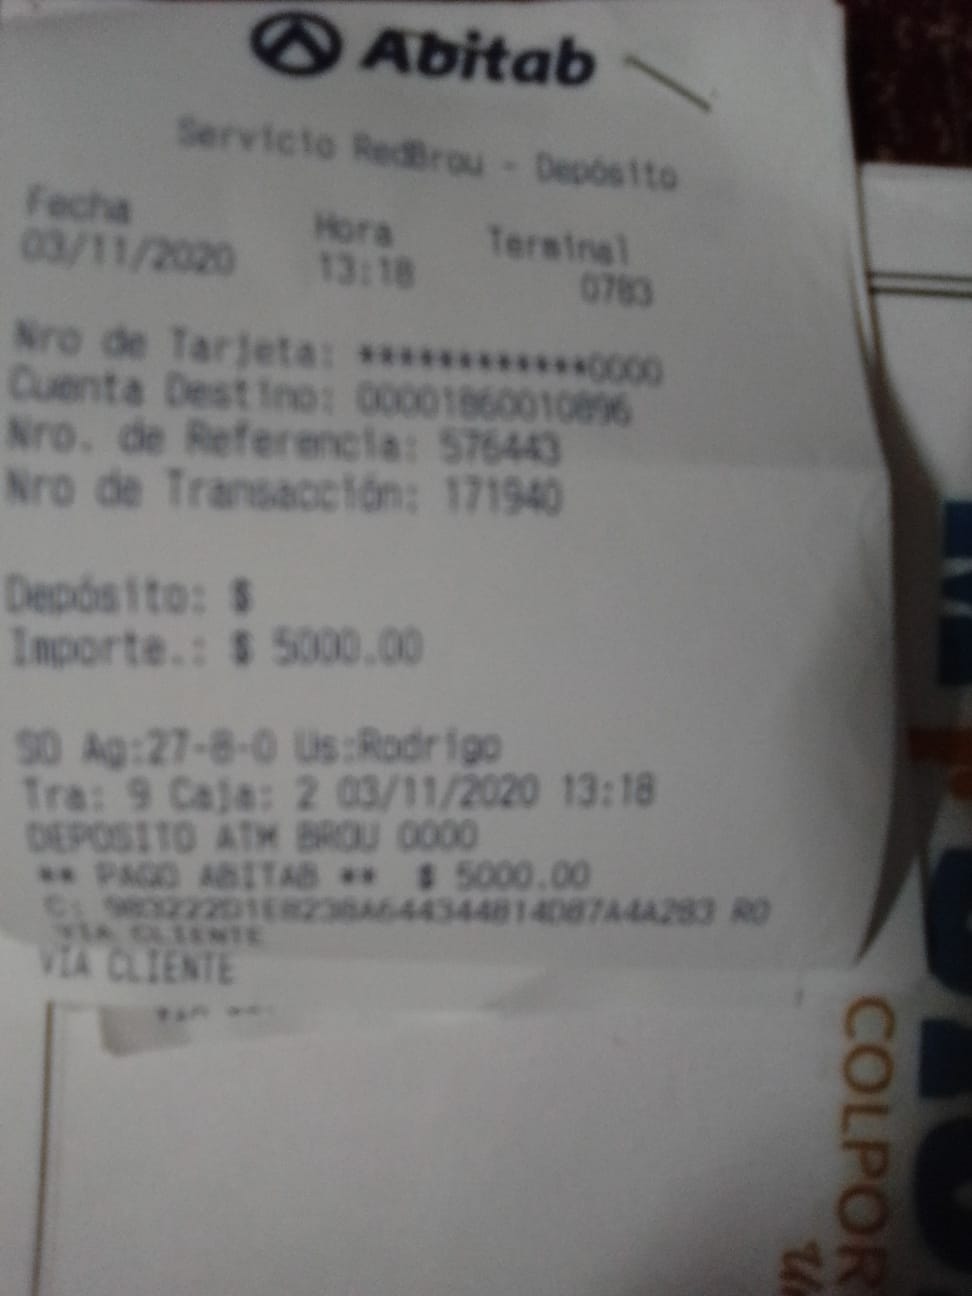 Abitab
Servicio RedBrou - Depósito
Fecha Hora Terminal
03/11/2020 13:18 0783
Nro de Tarjeta: ************0000
Cuenta Destino: 00001860010896
Nro. de Referencia: 576443
Nro de Transacción: 171940
Depósito: $
Importe.: $ 5000.00
SO Ag:27-8-0 Us:Rodrigo
Tra: 9 Caja: 2 03/11/2020 13:18
DEPOSITO ATM BROU 0000
** PAGO ABITAB ** $ 5000.00
VIA CLIENTE
VIA CLIENTE
COLPOR